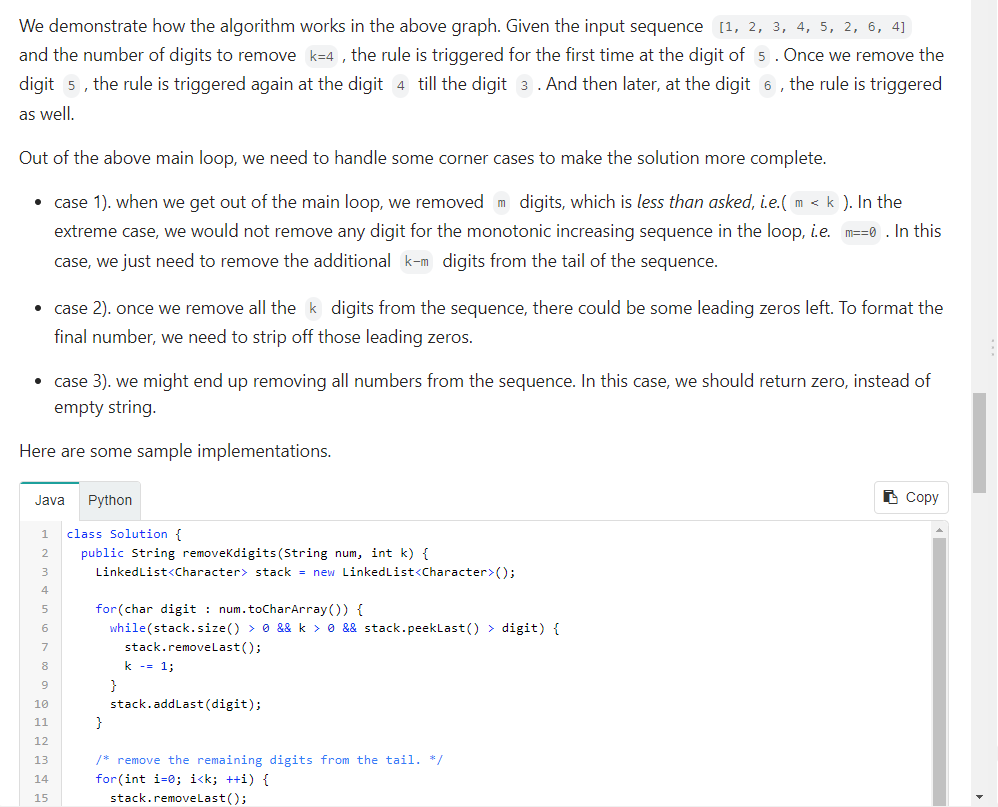 We demonstrate how the algorithm works in the above graph. Given the input sequence [1, 2, 3, 4, 5, 2, 6, 4]
and the number of digits to remove k=4 , the rule is triggered for the first time at the digit of 5 . Once we remove the
digit 5 , the rule is triggered again at the digit 4 till the digit 3 . And then later, at the digit 6 , the rule is triggered
as well.
Out of the above main loop, we need to handle some corner cases to make the solution more complete.
• case 1). when we get out of the main loop, we removed m digits, which is less than asked, i.e.( m < k ). In the
extreme case, we would not remove any digit for the monotonic increasing sequence in the loop, i.e. m==0 . In this
case, we just need to remove the additional k-m digits from the tail of the sequence.
• case 2). once we remove all the k digits from the sequence, there could be some leading zeros left. To format the
final number, we need to strip off those leading zeros.
• case 3). we might end up removing all numbers from the sequence. In this case, we should return zero, instead of
empty string.
Here are some sample implementations.
Java Python Copy
1 class Solution {
2 public String removeKdigits(String num, int k) {
3 LinkedList<Character> stack = new LinkedList<Character>();
4
5 for(char digit : num.toCharArray()) {
6 while(stack.size() > 0 && k > 0 && stack.peekLast() > digit) {
7 stack.removeLast();
8 k -= 1;
9 }
10 stack.addLast(digit);
11 }
12
13 /* remove the remaining digits from the tail. */
14 for(int i=0; i<k; ++i) {
15 stack.removeLast();